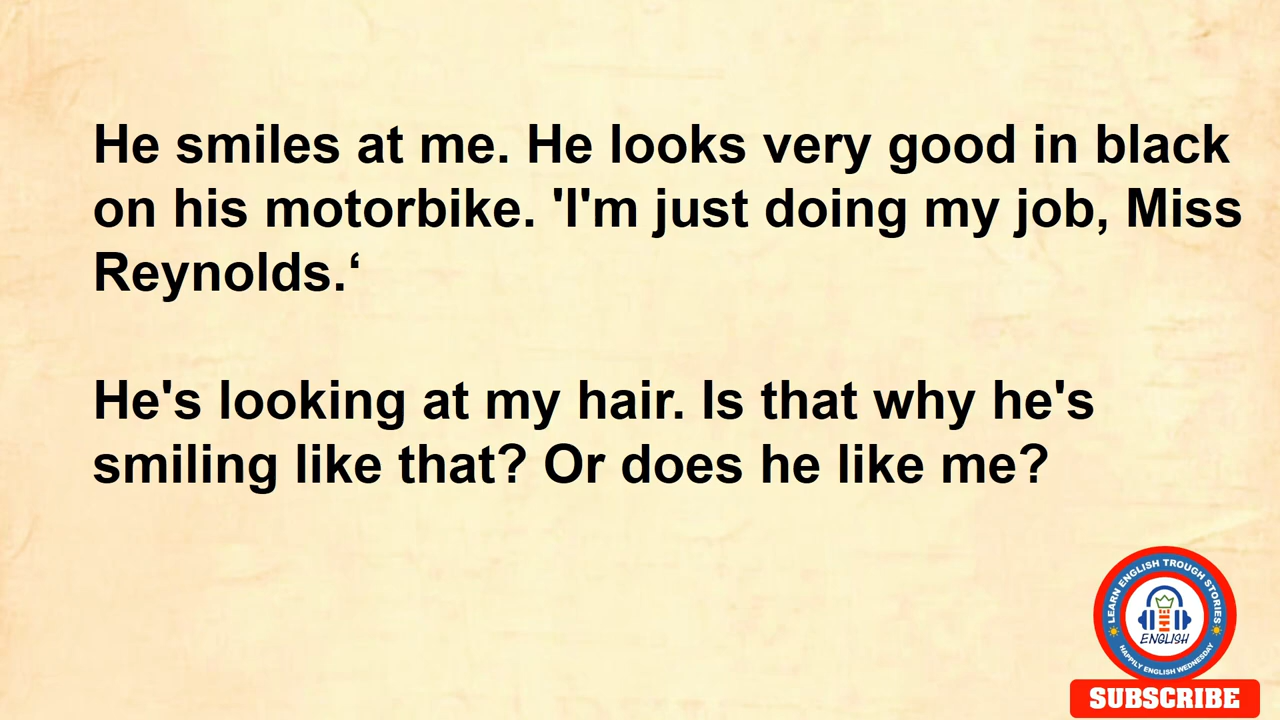 He smiles at me. He looks very good in black
on his motorbike. 'I'm just doing my job, Miss
Reynolds.‘
He's looking at my hair. Is that why he's
smiling like that? Or does he like me?
LEARN ENGLISH TROUGH STORIES
ENGLISH
HAPPILY ENGLISH WEDNESDAY
SUBSCRIBE